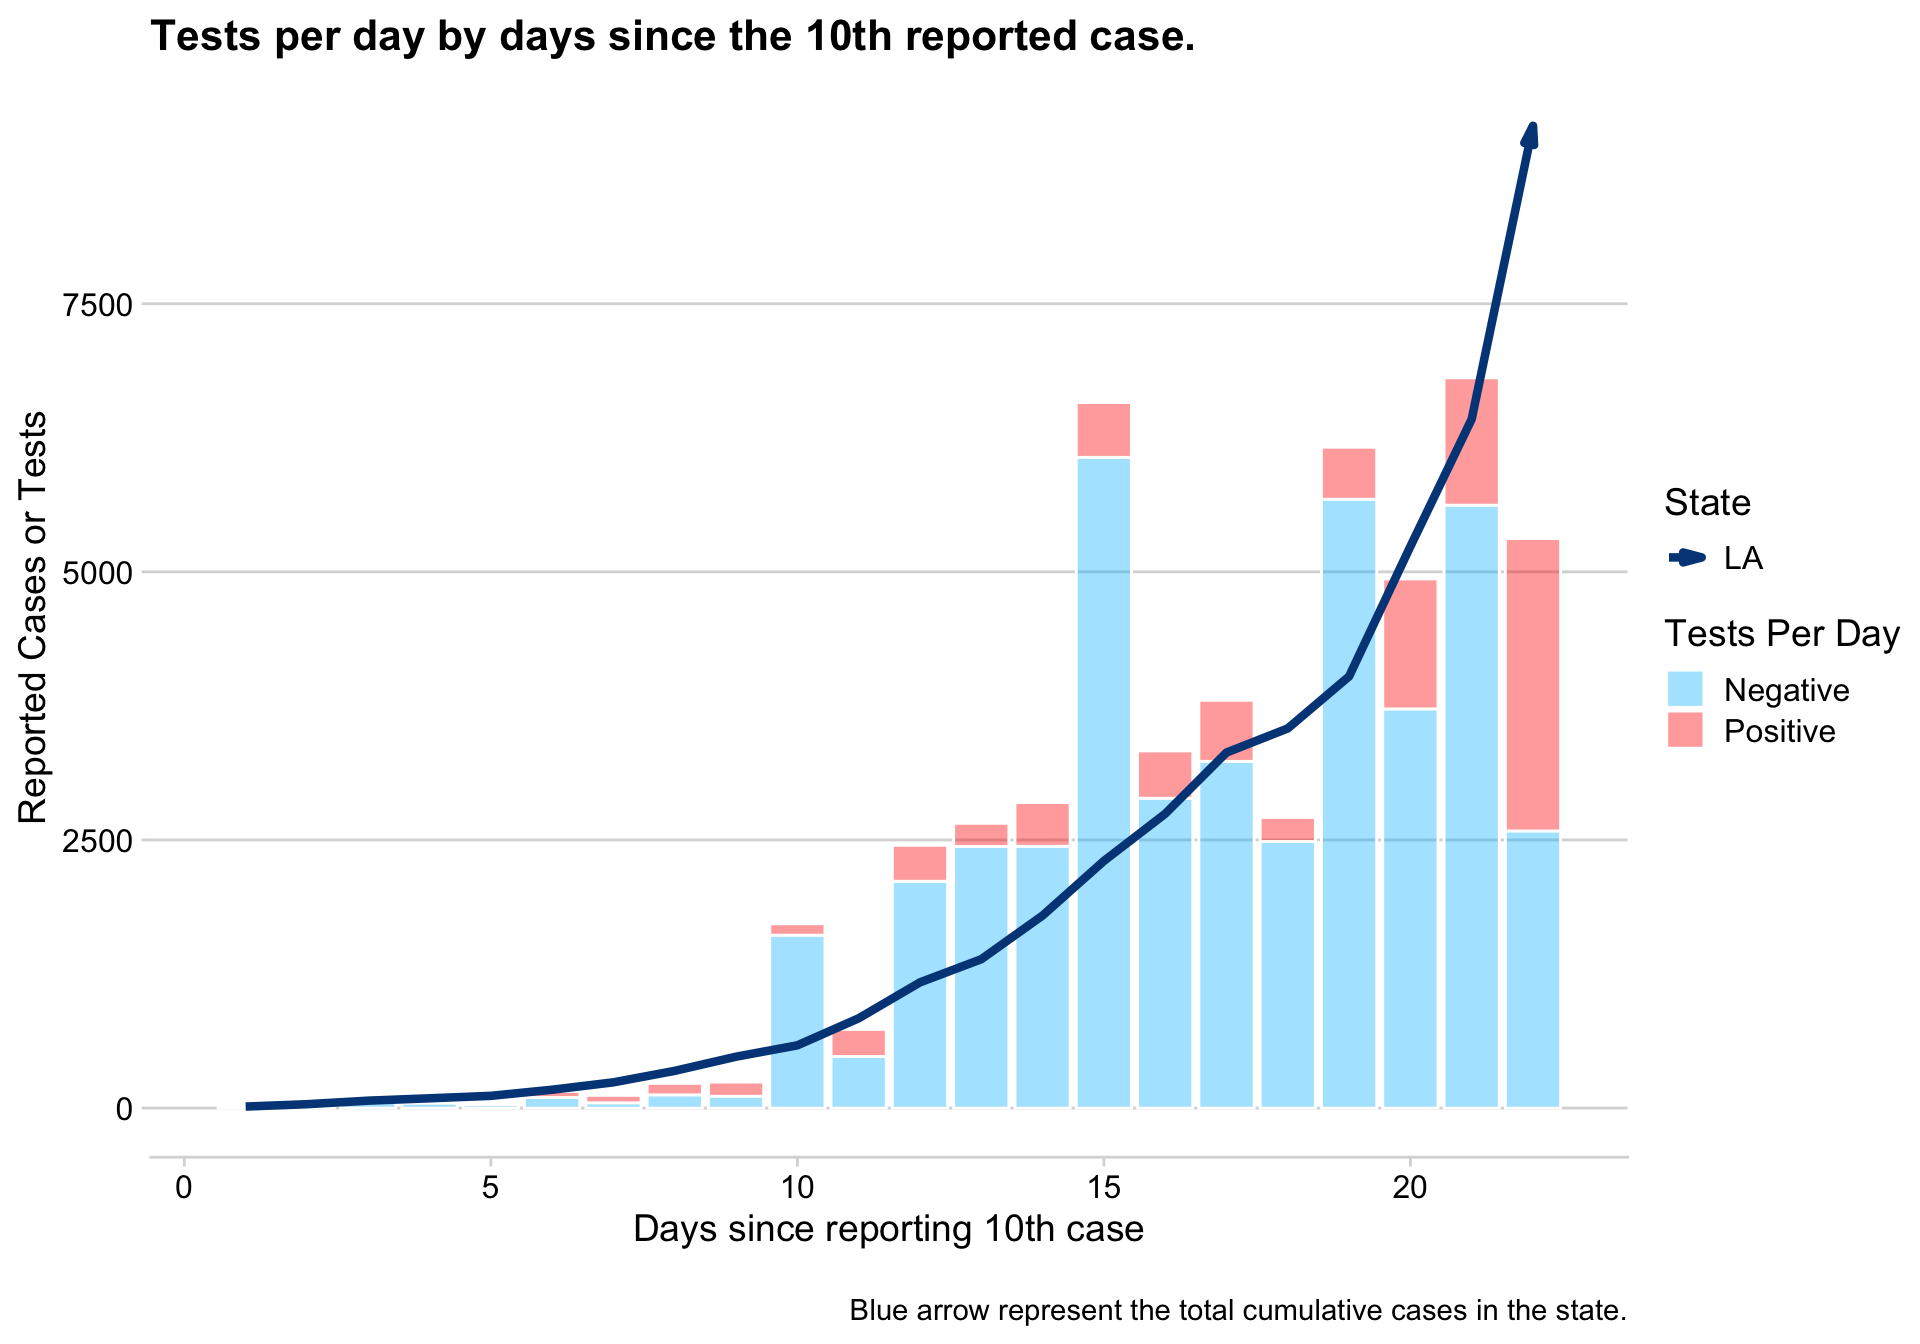 Tests per day by days since the 10th reported case.
7500
5000
2500
0
Reported Cases or Tests
0 5 10 15 20
Days since reporting 10th case
State
LA
Tests Per Day
Negative
Positive
Blue arrow represent the total cumulative cases in the state.